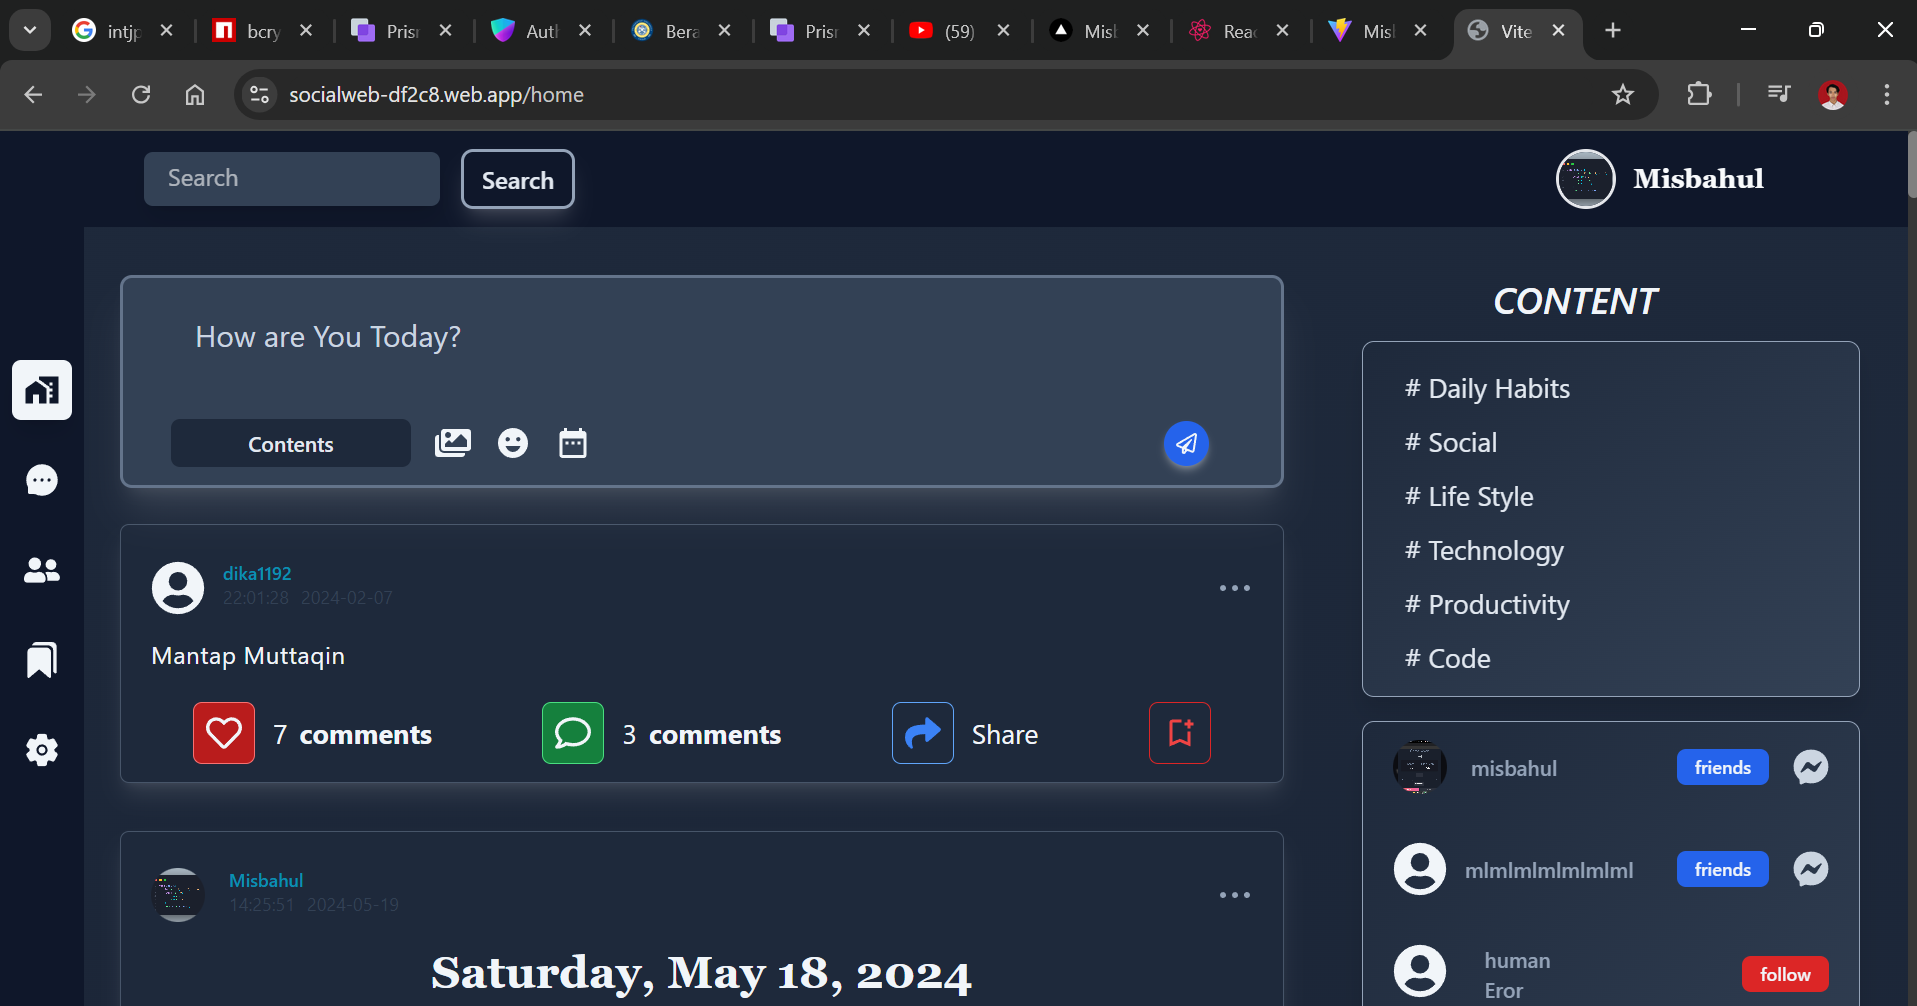 intjp
bcry
Prisr
Auth
Bera
Prisr
(59)
Misb
Reac
Misl
Vite
socialweb-df2c8.web.app/home
Search
Search
Misbahul
How are You Today?
Contents
dika1192
22:01:28 2024-02-07
Mantap Muttaqin
7 comments
3 comments
Share
Misbahul
14:25:51 2024-05-19
Saturday, May 18, 2024
CONTENT
# Daily Habits
# Social
# Life Style
# Technology
# Productivity
# Code
misbahul
friends
mlmlmlmlmlmlml
friends
human
Eror
follow